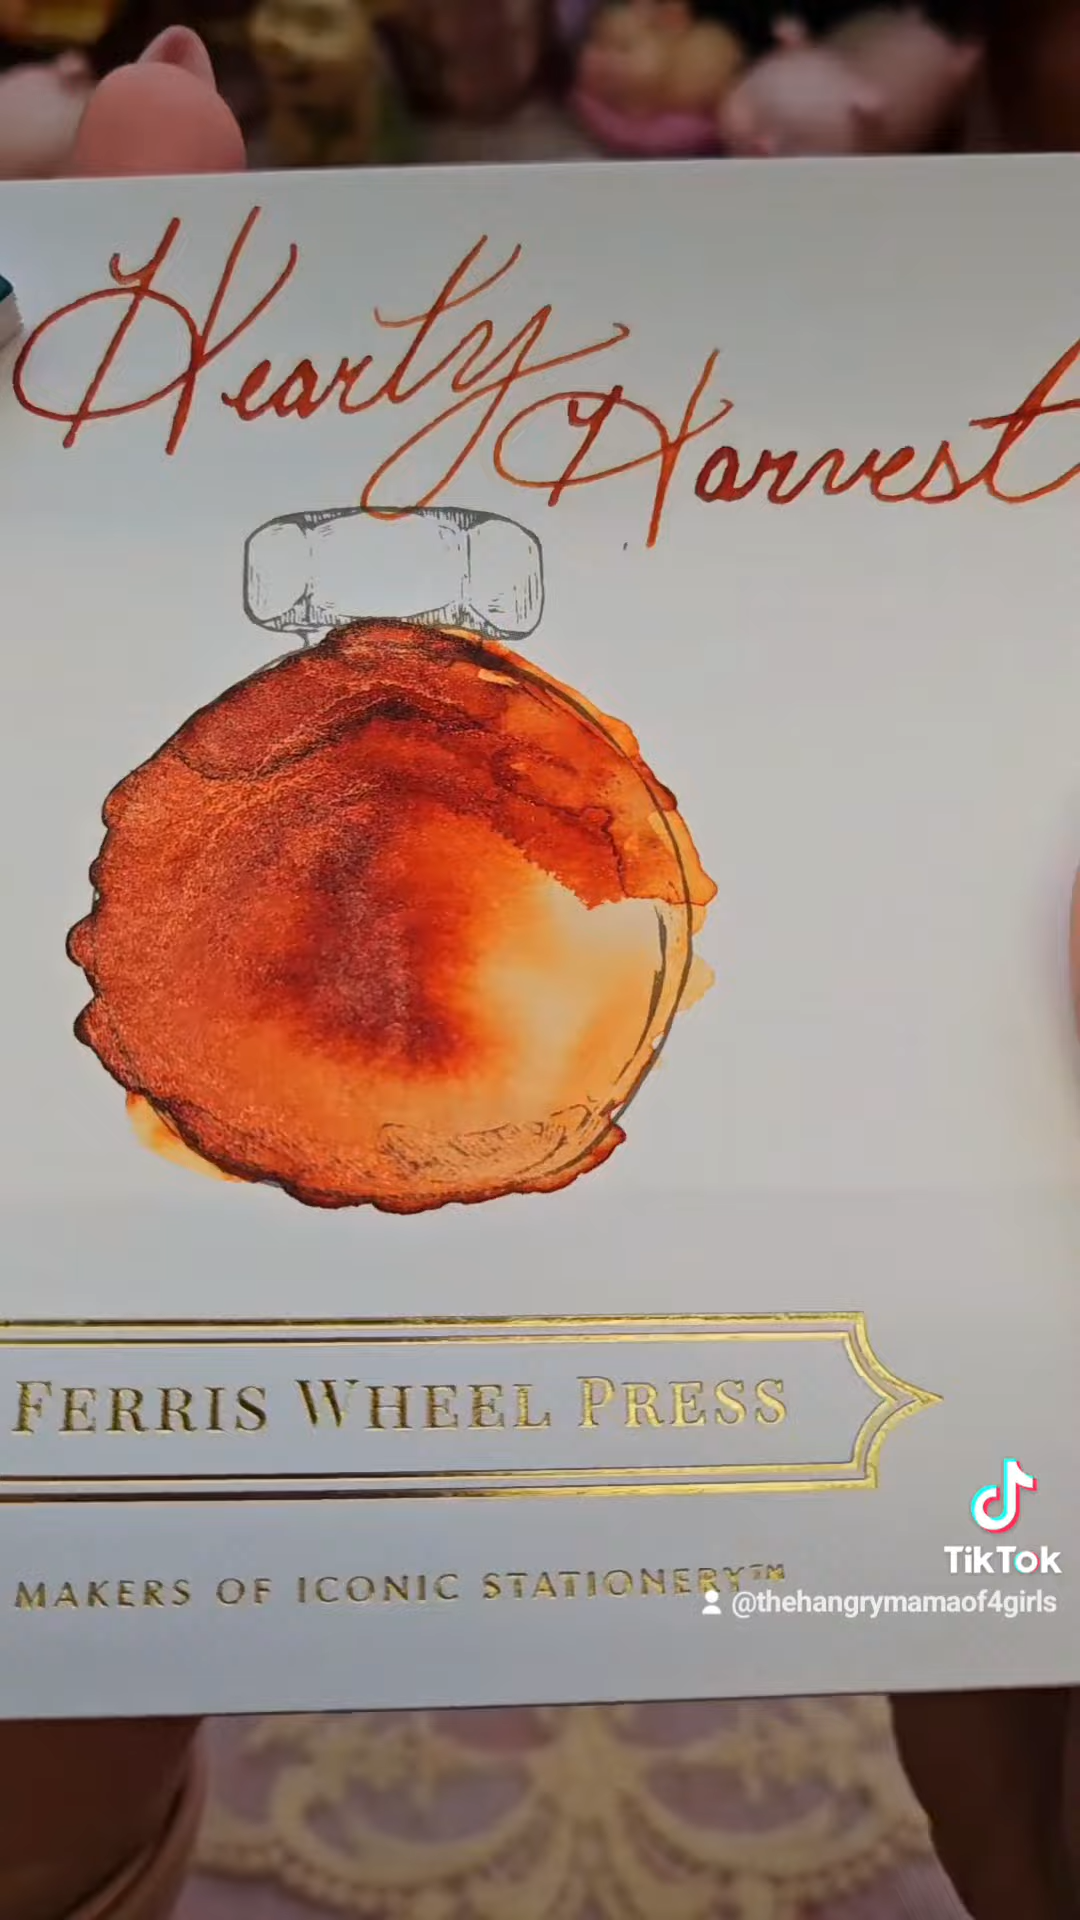 Hearty Harvest
FERRIS WHEEL PRESS
MAKERS OF ICONIC STATIONERY™
TikTok
@thehangrymamaof4girls